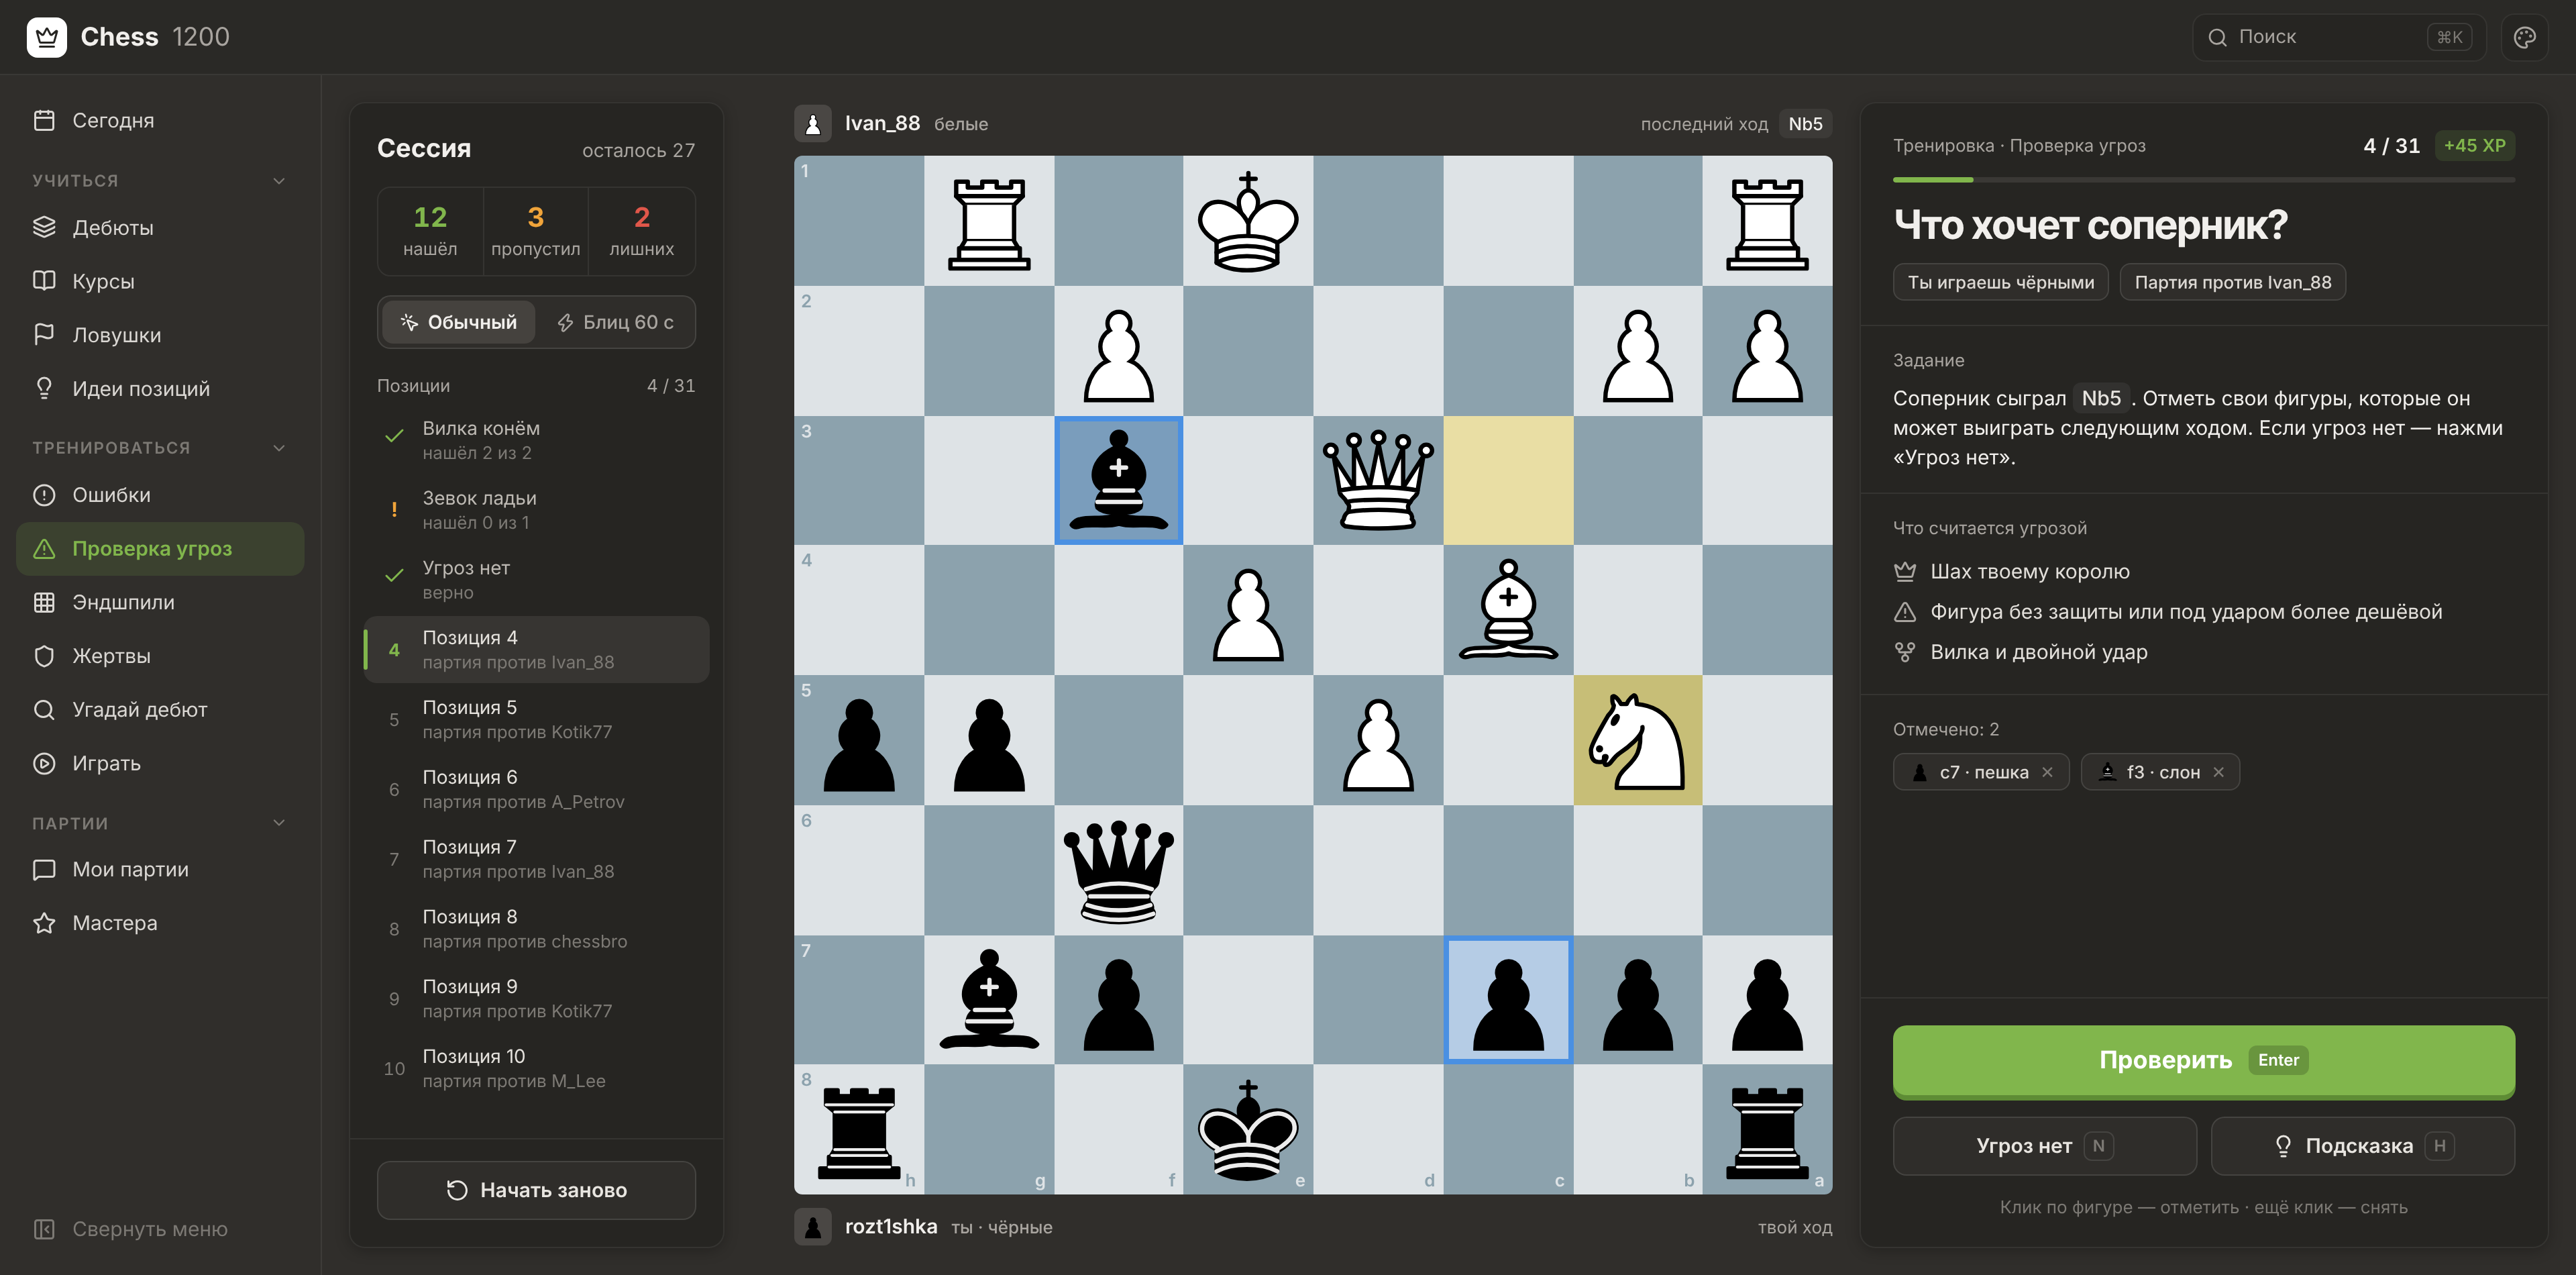 Chess 1200
Поиск ⌘K
Сегодня
УЧИТЬСЯ
Дебюты
Курсы
Ловушки
Идеи позиций
ТРЕНИРОВАТЬСЯ
Ошибки
Проверка угроз
Эндшпили
Жертвы
Угадай дебют
Играть
ПАРТИИ
Мои партии
Мастера
Свернуть меню
Сессия осталось 27
12 3 2
нашёл пропустил лишних
Обычный Блиц 60 с
Позиции 4 / 31
Вилка конём
нашёл 2 из 2
! Зевок ладьи
нашёл 0 из 1
Угроз нет
верно
4 Позиция 4
партия против Ivan_88
5 Позиция 5
партия против Kotik77
6 Позиция 6
партия против A_Petrov
7 Позиция 7
партия против Ivan_88
8 Позиция 8
партия против chessbro
9 Позиция 9
партия против Kotik77
10 Позиция 10
партия против M_Lee
Начать заново
Ivan_88 белые последний ход Nb5
1
2
3
4
5
6
7
8
h g f e d c b a
rozt1shka ты · чёрные твой ход
Тренировка · Проверка угроз 4 / 31 +45 XP
Что хочет соперник?
Ты играешь чёрными Партия против Ivan_88
Задание
Соперник сыграл Nb5. Отметь свои фигуры, которые он
может выиграть следующим ходом. Если угроз нет — нажми
«Угроз нет».
Что считается угрозой
Шах твоему королю
Фигура без защиты или под ударом более дешёвой
Вилка и двойной удар
Отмечено: 2
c7 · пешка × f3 · слон ×
Проверить Enter
Угроз нет N Подсказка H
Клик по фигуре — отметить · ещё клик — снять